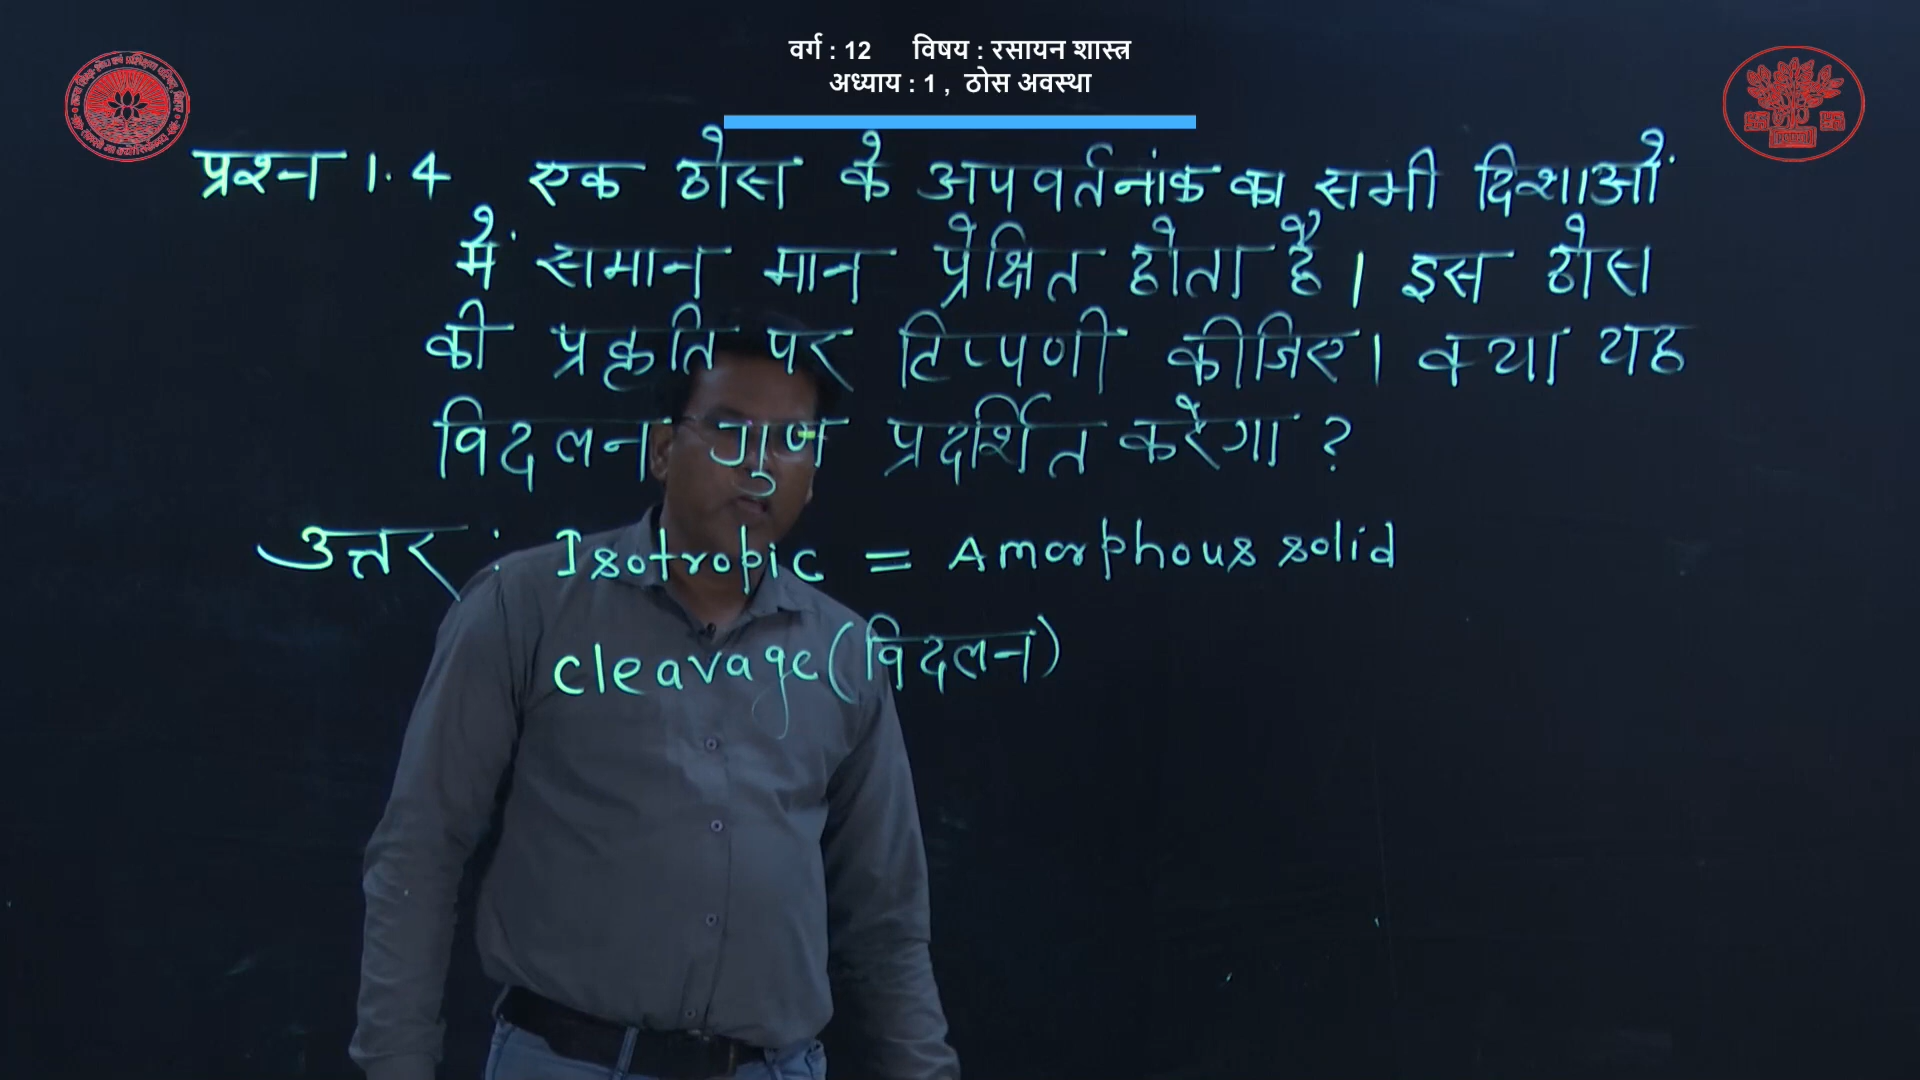 वर्ग : 12 विषय : रसायन शास्त्र
अध्याय : 1 , ठोस अवस्था
प्रश्न 1.4 एक ठोस के अपवर्तनांक का सभी दिशाओं
में समान मान प्रेक्षित होता है। इस ठोस
की प्रकृति पर टिप्पणी कीजिए। क्या यह
विदलन गुण प्रदर्शित करेगा ?
उत्तर : Isotropic = Amorphous solid
cleavage (विदलन)